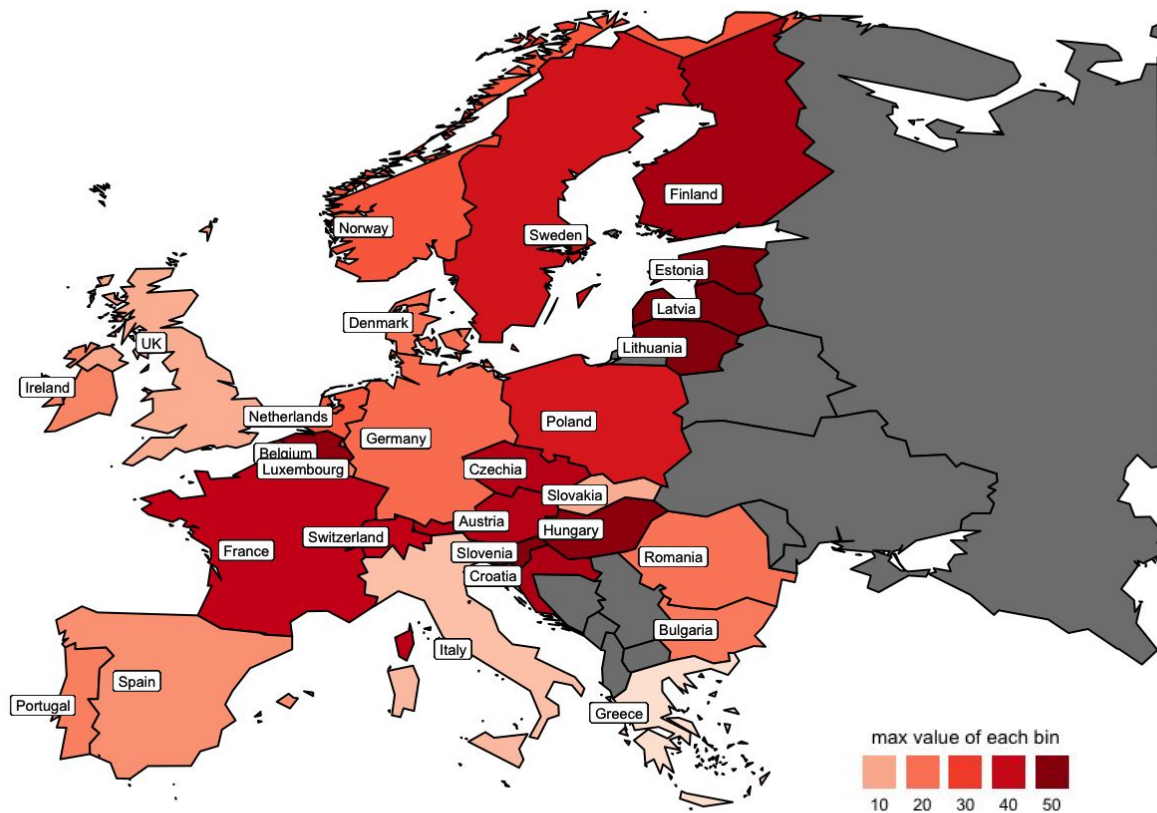 Finland
Norway
Sweden
Estonia
Latvia
Denmark
UK
Lithuania
Ireland
Netherlands
Poland
Germany
Belgium
Luxembourg
Czechia
Slovakia
Austria
Hungary
Switzerland
France
Slovenia
Romania
Croatia
Bulgaria
Italy
Spain
Portugal
Greece
max value of each bin
10 20 30 40 50